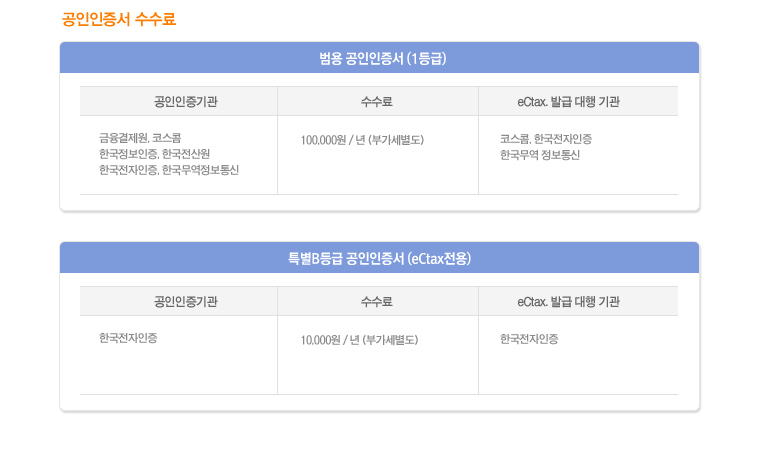 공인인증서 수수료
범용 공인인증서 (1등급)
공인인증기관 수수료 eCtax. 발급 대행 기관
금융결제원, 코스콤 100,000원 / 년 (부가세별도) 코스콤, 한국전자인증
한국정보인증, 한국전산원 한국무역 정보통신
한국전자인증, 한국무역정보통신
특별B등급 공인인증서 (eCtax전용)
공인인증기관 수수료 eCtax. 발급 대행 기관
한국전자인증 10,000원 / 년 (부가세별도) 한국전자인증